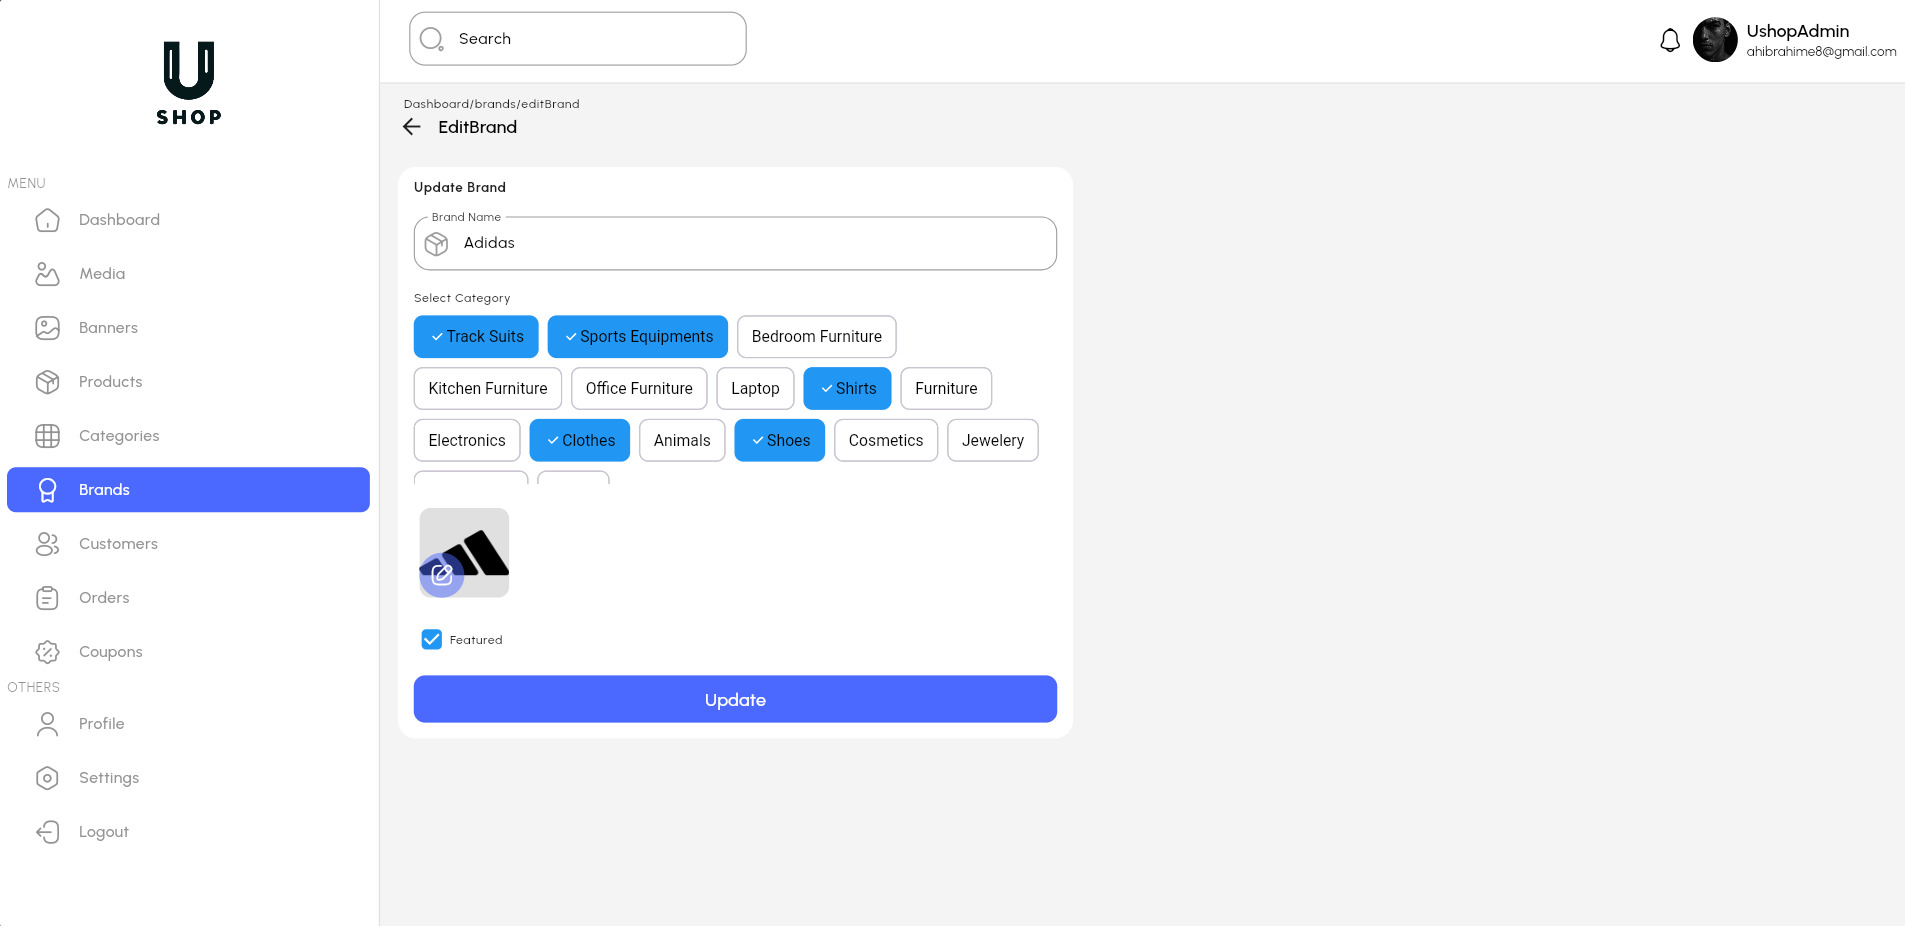 U
SHOP
MENU
Dashboard
Media
Banners
Products
Categories
Brands
Customers
Orders
Coupons
OTHERS
Profile
Settings
Logout
Search
UshopAdmin
ahibrahime8@gmail.com
Dashboard/brands/editBrand
EditBrand
Update Brand
Brand Name
Adidas
Select Category
Track Suits Sports Equipments Bedroom Furniture
Kitchen Furniture Office Furniture Laptop Shirts Furniture
Electronics Clothes Animals Shoes Cosmetics Jewelery
Featured
Update